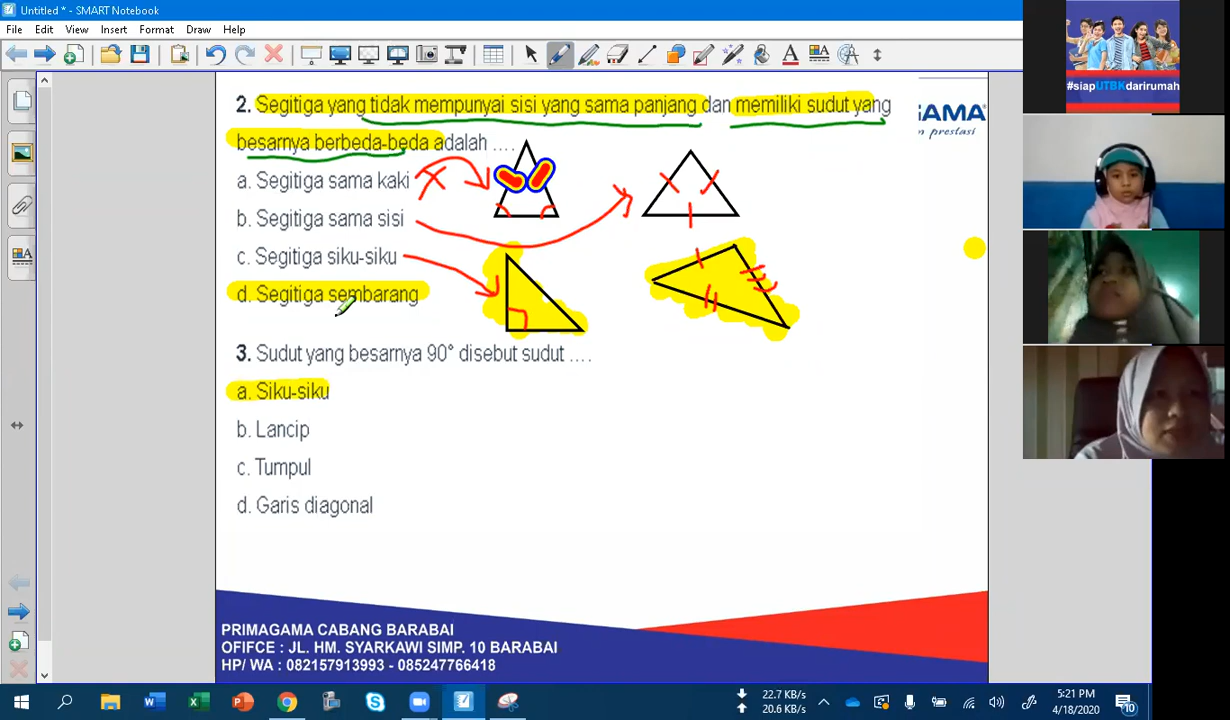 Untitled * - SMART Notebook
File Edit View Insert Format Draw Help
#siapUTBKdarirumah
GAMA
n prestasi
2. Segitiga yang tidak mempunyai sisi yang sama panjang dan memiliki sudut yang
besarnya berbeda-beda adalah ....
a. Segitiga sama kaki
b. Segitiga sama sisi
c. Segitiga siku-siku
d. Segitiga sembarang
3. Sudut yang besarnya 90° disebut sudut ....
a. Siku-siku
b. Lancip
c. Tumpul
d. Garis diagonal
PRIMAGAMA CABANG BARABAI
OFIFCE : JL. HM. SYARKAWI SIMP. 10 BARABAI
HP/ WA : 082157913993 - 085247766418
22.7 KB/s
20.6 KB/s
5:21 PM
4/18/2020
10